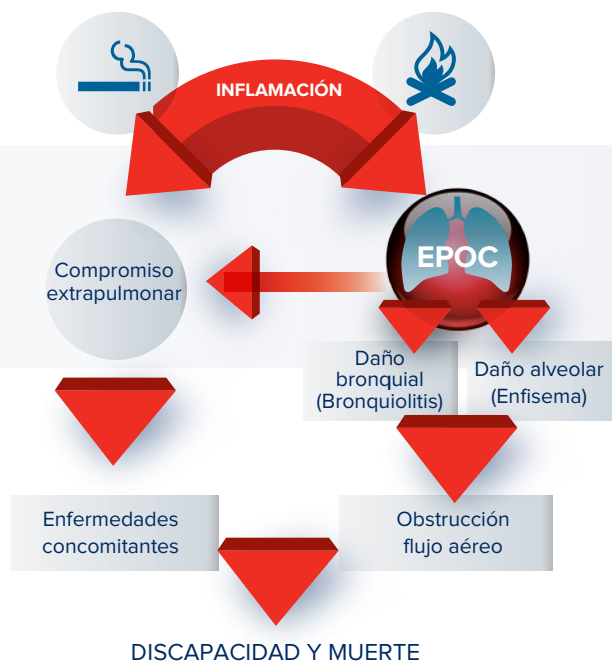 INFLAMACIÓN
EPOC
Compromiso
extrapulmonar
Daño
bronquial
(Bronquiolitis)
Daño alveolar
(Enfisema)
Enfermedades
concomitantes
Obstrucción
flujo aéreo
DISCAPACIDAD Y MUERTE